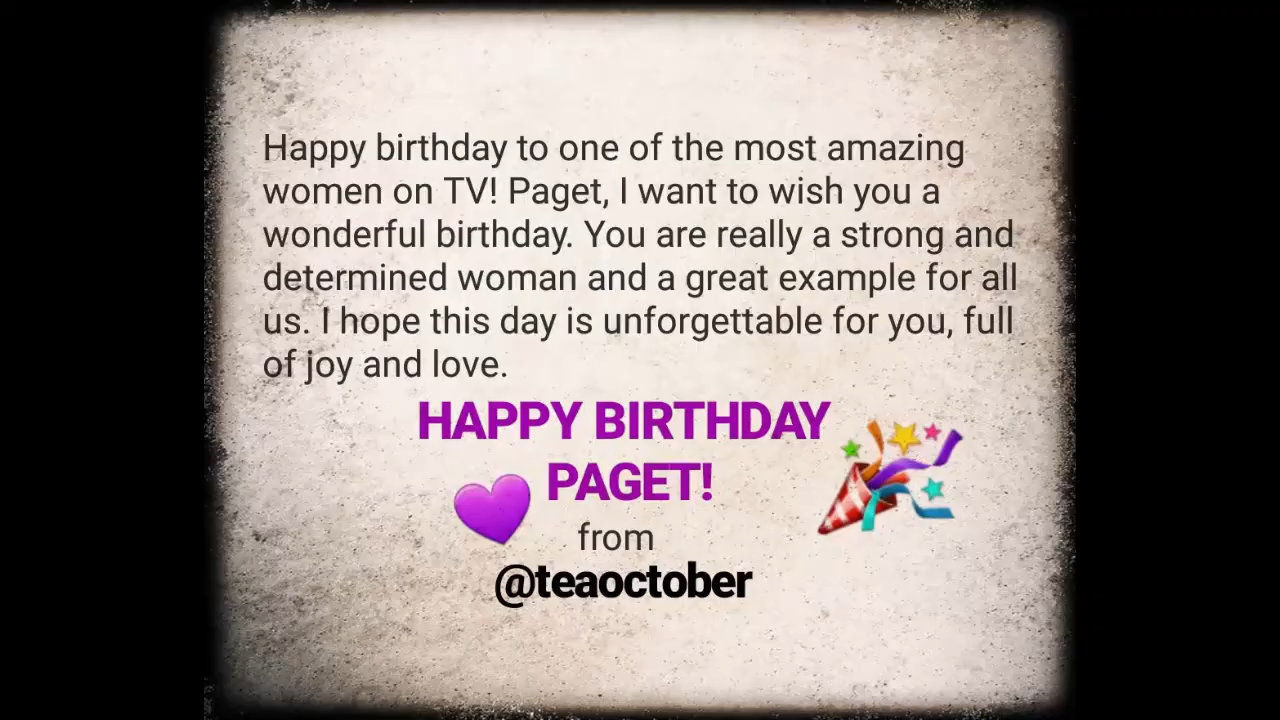 Happy birthday to one of the most amazing
women on TV! Paget, I want to wish you a
wonderful birthday. You are really a strong and
determined woman and a great example for all
us. I hope this day is unforgettable for you, full
of joy and love.
HAPPY BIRTHDAY
PAGET!
from
@teaoctober